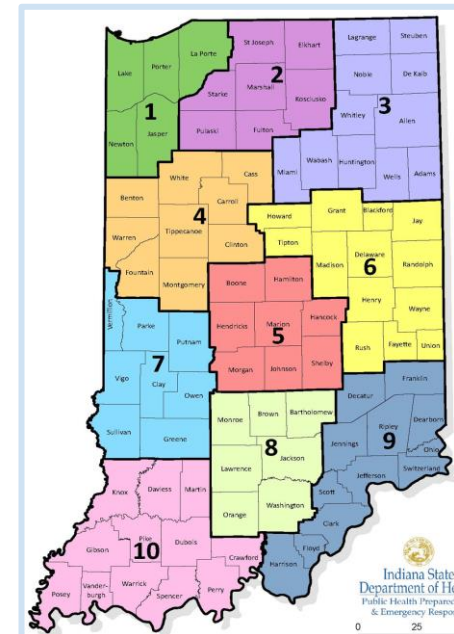 Lake
Porter
La Porte
Newton
Jasper
1
St Joseph
Elkhart
Starke
Marshall
Kosciusko
Pulaski
Fulton
2
Lagrange
Steuben
Noble
De Kalb
Whitley
Allen
Miami
Wabash
Huntington
Wells
Adams
3
White
Cass
Benton
Carroll
Tippecanoe
Warren
Clinton
Fountain
Montgomery
4
Boone
Hamilton
Hendricks
Marion
Hancock
Morgan
Johnson
Shelby
5
Howard
Grant
Blackford
Jay
Tipton
Madison
Delaware
Randolph
Henry
Wayne
Rush
Fayette
Union
6
Vermillion
Parke
Putnam
Vigo
Clay
Owen
Sullivan
Greene
7
Monroe
Brown
Bartholomew
Lawrence
Jackson
Orange
Washington
8
Decatur
Franklin
Ripley
Dearborn
Jennings
Ohio
Jefferson
Switzerland
Scott
Clark
Floyd
Harrison
9
Knox
Daviess
Martin
Gibson
Pike
Dubois
Crawford
Posey
Vander-
burgh
Warrick
Spencer
Perry
10
Indiana State
Department of He
Public Health Prepared
& Emergency Respon
0 25